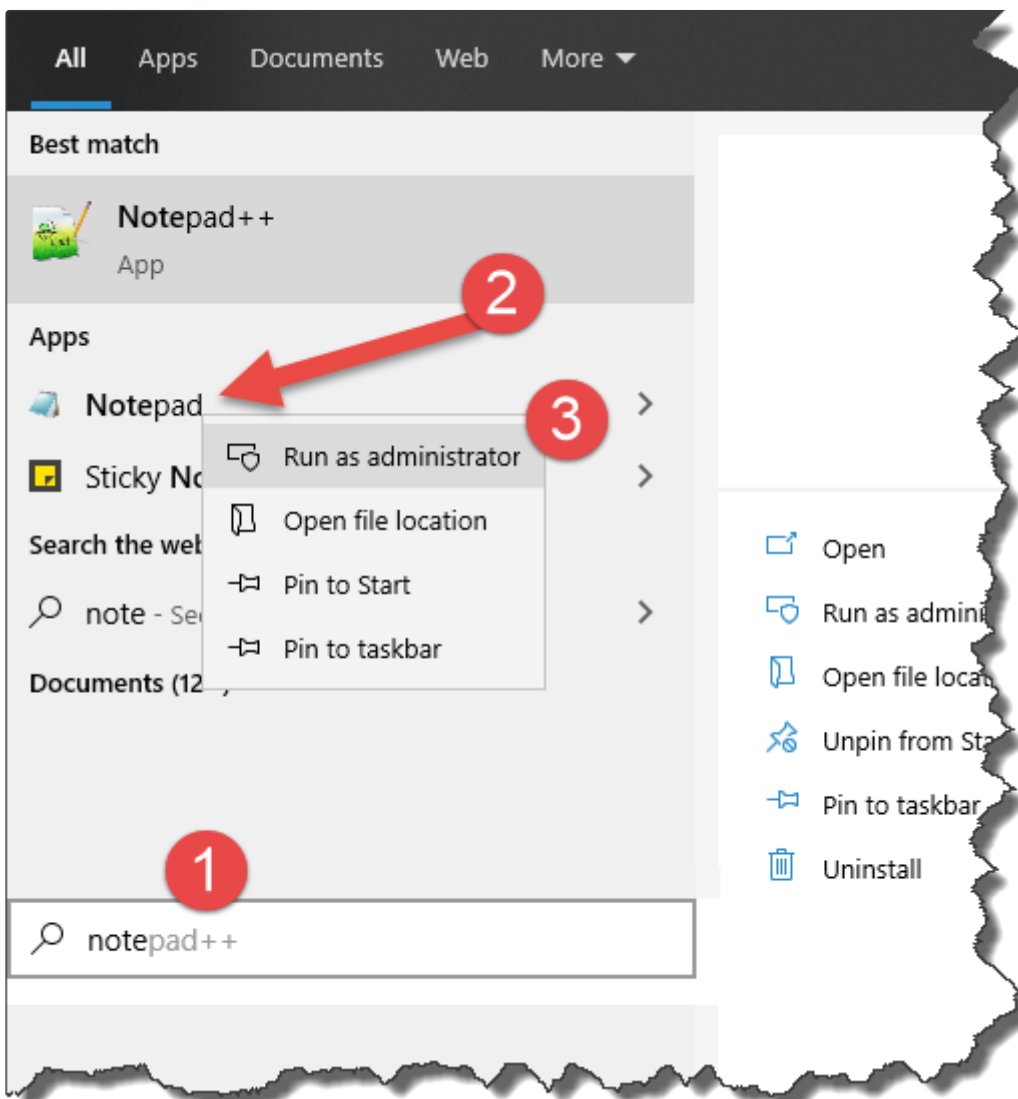 All Apps Documents Web More
Best match
Notepad++
App
2
Apps
Notepad
3
Run as administrator
Sticky No
Open file location
Search the web
Open
Pin to Start
note - See
Run as admini
Pin to taskbar
Documents (12
Open file locat
Unpin from Sta
Pin to taskbar
1
Uninstall
notepad++